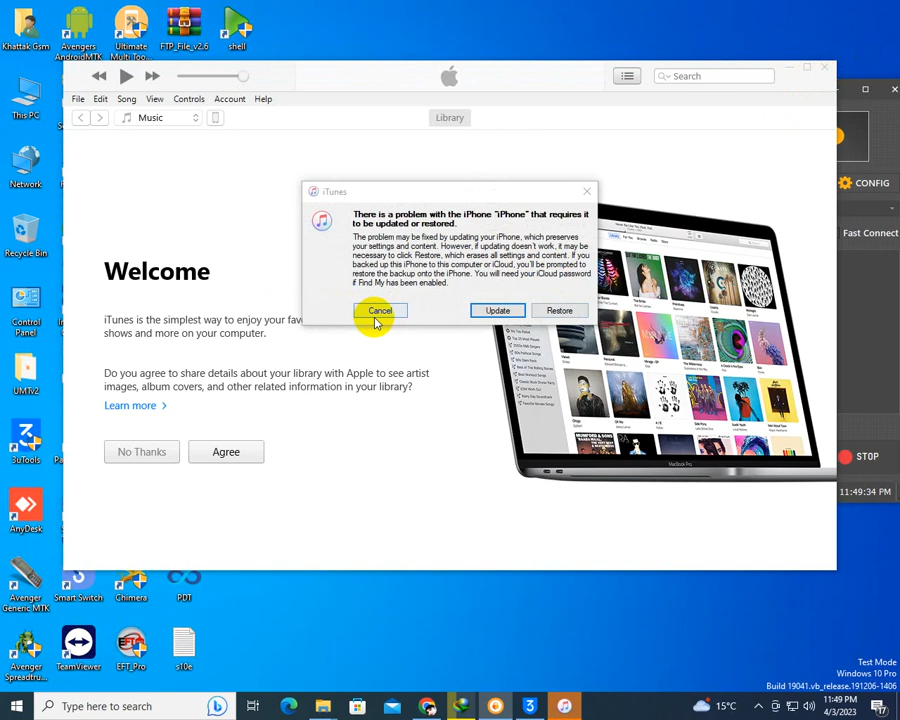 Khattak Gsm
Avengers
AndroidMTK
Ultimate
Multi Too...
FTP_File_v2.6
shell
This PC
Network
Recycle Bin
Control
Panel
UMTv2
3uTools
AnyDesk
Avenger
Generic MTK
Smart Switch
Chimera
PDT
Avenger
Spreadtru...
TeamViewer
EFT_Pro
s10e
Search
File
Edit
Song
View
Controls
Account
Help
Music
Library
iTunes
There is a problem with the iPhone "iPhone" that requires it
to be updated or restored.
The problem may be fixed by updating your iPhone, which preserves
your settings and content. However, if updating doesn't work, it may be
necessary to click Restore, which erases all settings and content. If you
backed up this iPhone to this computer or iCloud, you'll be prompted to
restore the backup onto the iPhone. You will need your iCloud password
if Find My has been enabled.
Cancel
Update
Restore
Welcome
iTunes is the simplest way to enjoy your fav
shows and more on your computer.
Do you agree to share details about your library with Apple to see artist
images, album covers, and other related information in your library?
Learn more
No Thanks
Agree
MacBook Pro
CONFIG
Fast Connect
STOP
11:49:34 PM
Test Mode
Windows 10 Pro
Build 19041.vb_release.191206-1406
Type here to search
15°C
11:49 PM
4/3/2023
17